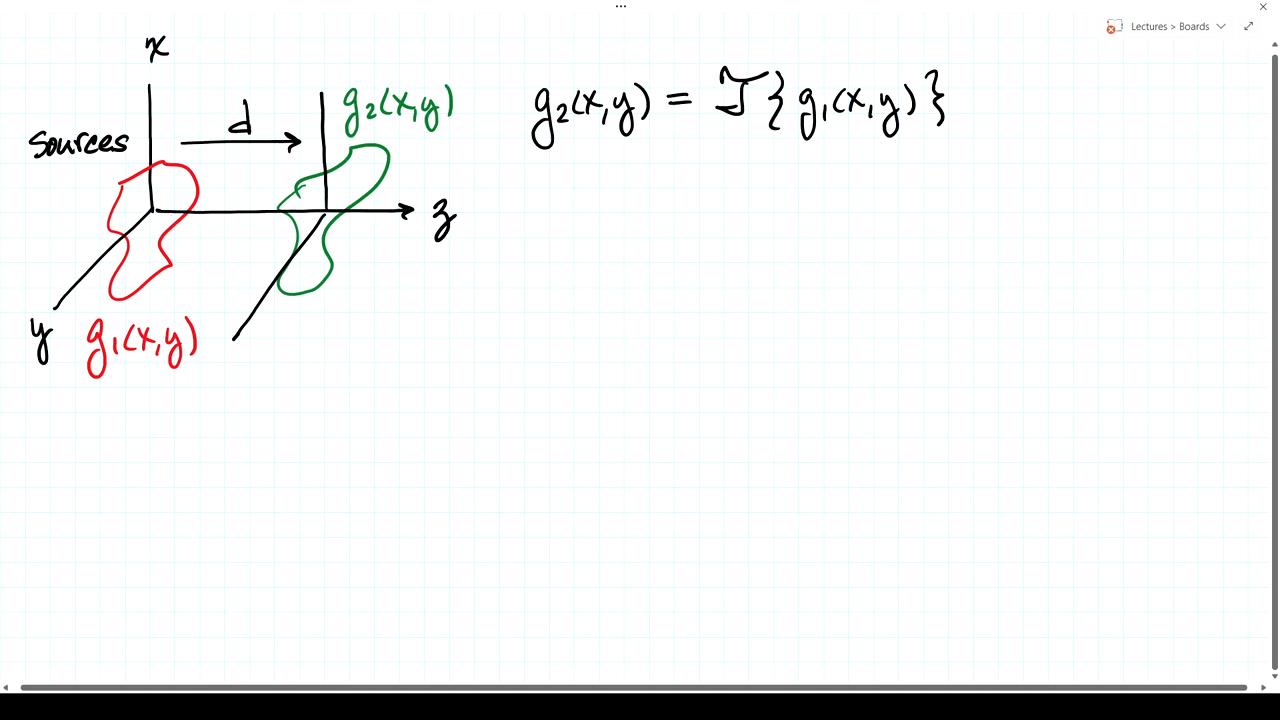 Lectures > Boards
x
Sources
d
g₂(x,y)
z
y
g₁(x,y)
g₂(x,y) = 𝒯{g₁(x,y)}